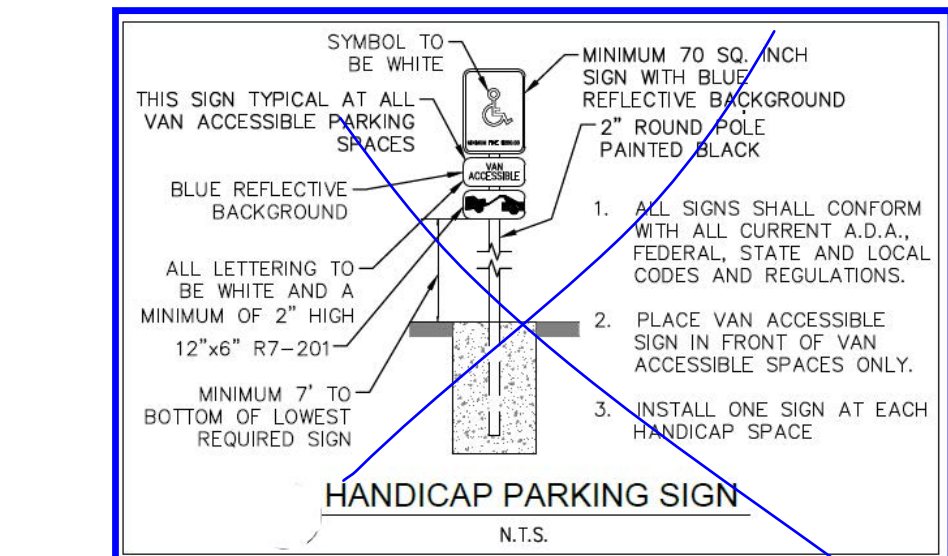 SYMBOL TO
BE WHITE
MINIMUM 70 SQ. INCH
SIGN WITH BLUE
REFLECTIVE BACKGROUND
THIS SIGN TYPICAL AT ALL
VAN ACCESSIBLE PARKING
SPACES
2" ROUND POLE
PAINTED BLACK
VAN
ACCESSIBLE
BLUE REFLECTIVE
BACKGROUND
ALL LETTERING TO
BE WHITE AND A
MINIMUM OF 2" HIGH
12"x6" R7-201
MINIMUM 7' TO
BOTTOM OF LOWEST
REQUIRED SIGN
1. ALL SIGNS SHALL CONFORM
WITH ALL CURRENT A.D.A.,
FEDERAL, STATE AND LOCAL
CODES AND REGULATIONS.
2. PLACE VAN ACCESSIBLE
SIGN IN FRONT OF VAN
ACCESSIBLE SPACES ONLY.
3. INSTALL ONE SIGN AT EACH
HANDICAP SPACE
HANDICAP PARKING SIGN
N.T.S.